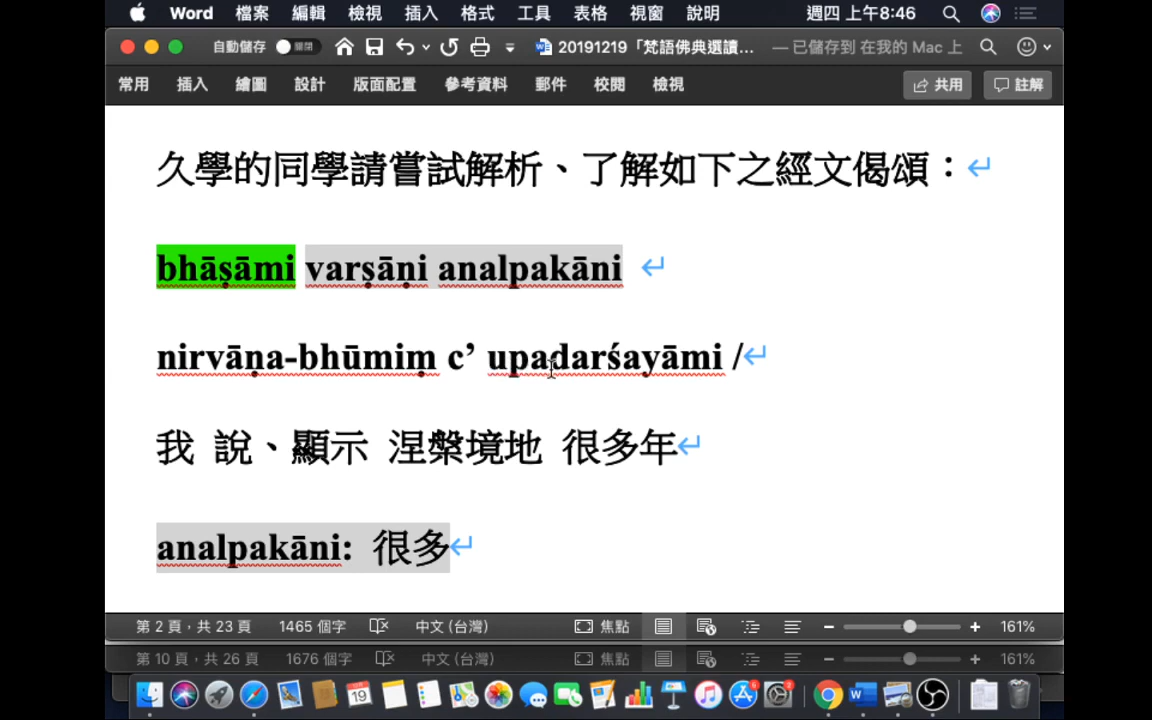 Word 檔案 編輯 檢視 插入 格式 工具 表格 視窗 說明 週四 上午8:46
自動儲存 關閉 20191219「梵語佛典選讀... — 已儲存到 在我的 Mac 上
常用 插入 繪圖 設計 版面配置 參考資料 郵件 校閱 檢視 共用 註解
久學的同學請嘗試解析、了解如下之經文偈頌：
bhāṣāmi varṣāṇi analpakāni
nirvāṇa-bhūmiṃ c’ upadarśayāmi /
我 說、顯示 涅槃境地 很多年
analpakāni: 很多
第 2 頁，共 23 頁 1465 個字 中文 (台灣) 焦點 161%
第 10 頁，共 26 頁 1676 個字 中文 (台灣) 焦點 161%